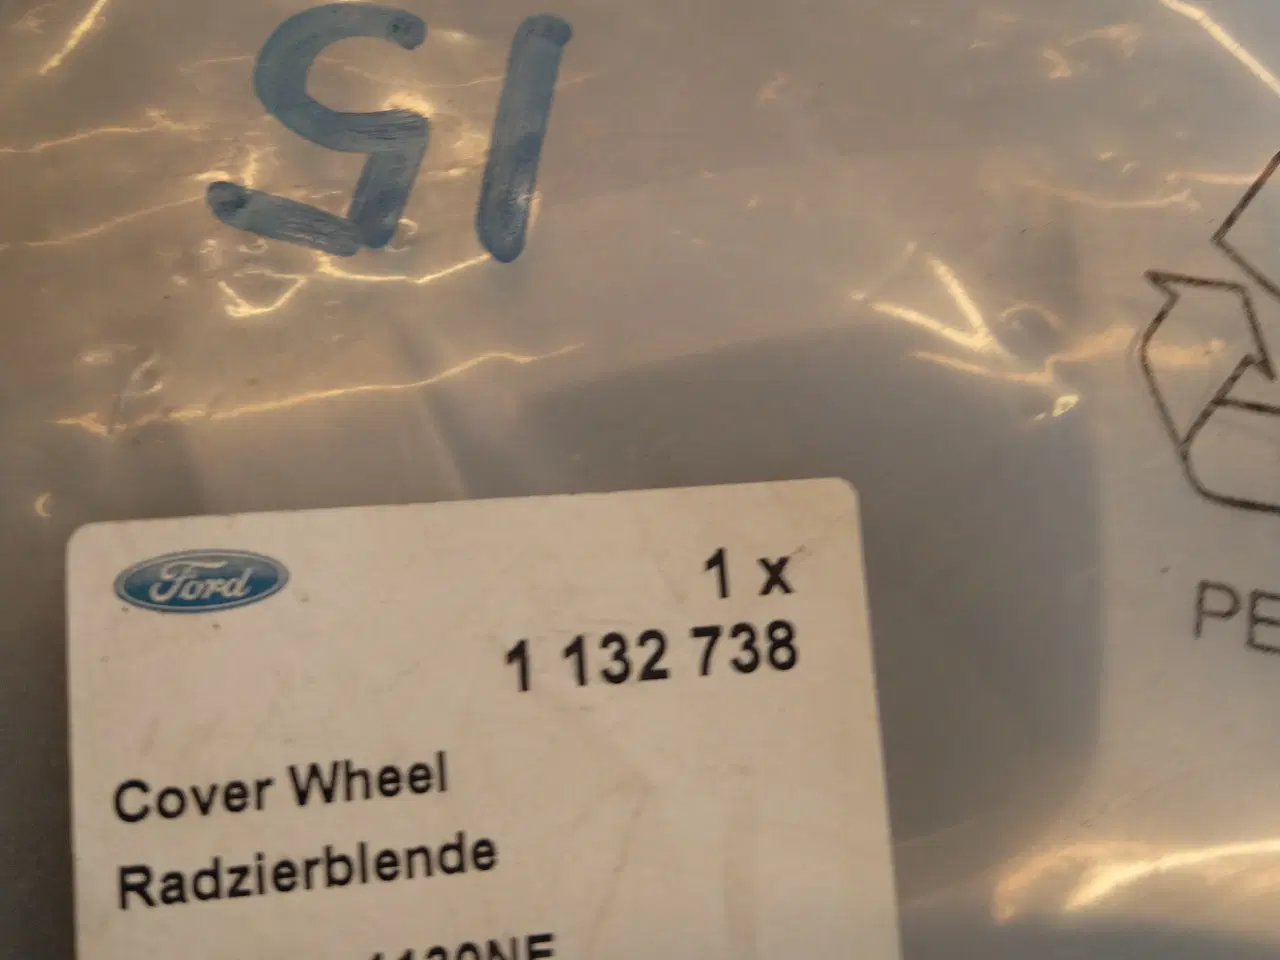 15
Ford
1 x
1 132 738
PE
Cover Wheel
Radzierblende